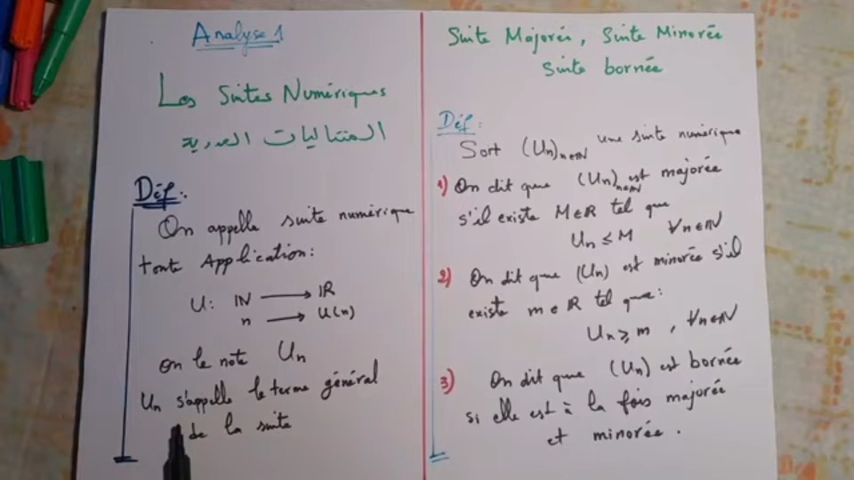 Analyse 1
Les Suites Numériques
المتتاليات العددية
Déf:
On appelle suite numérique
toute Application:
U: IN → IR
n → U(n)
on le note Un
Un s'appelle le terme général
de la suite
Suite Majorée, Suite Minorée
Suite bornée
Déf:
Soit (Un)n∈IN une suite numérique
1) On dit que (Un)n∈IN est majorée
s'il existe M∈IR tel que
Un ≤ M ∀n∈IN
2) On dit que (Un) est minorée s'il
existe m∈IR tel que:
Un ≥ m, ∀n∈IN
3) On dit que (Un) est bornée
si elle est à la fois majorée
et minorée.